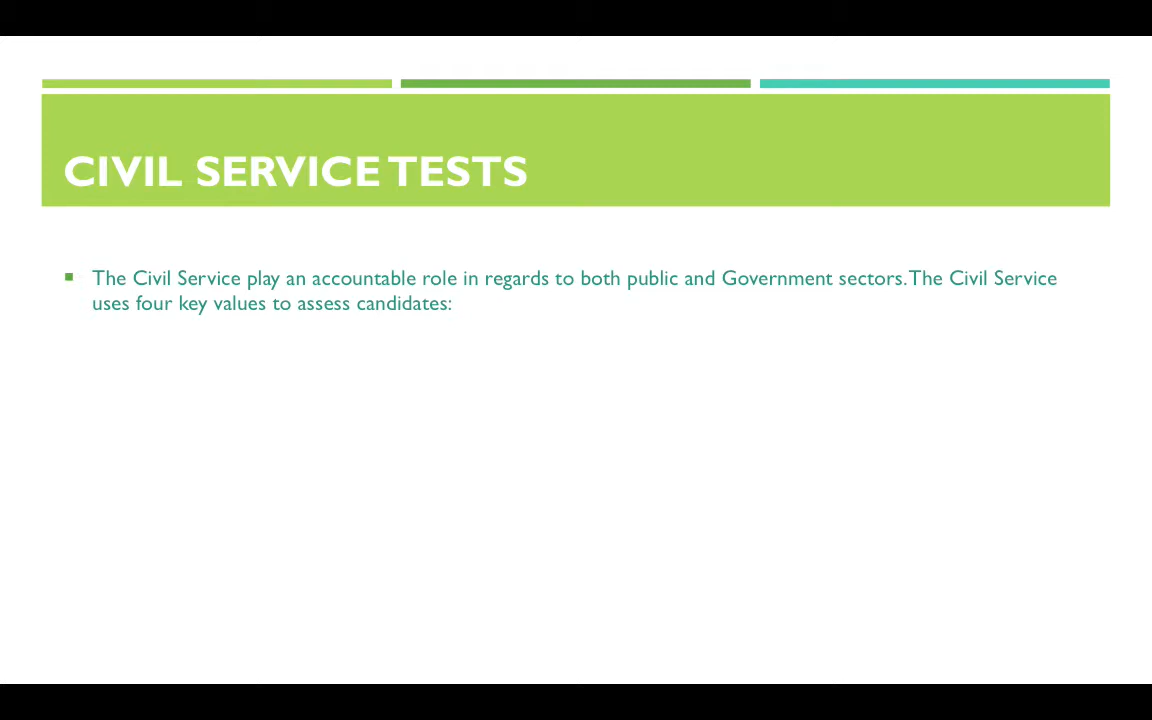 CIVIL SERVICE TESTS
The Civil Service play an accountable role in regards to both public and Government sectors. The Civil Service
uses four key values to assess candidates: